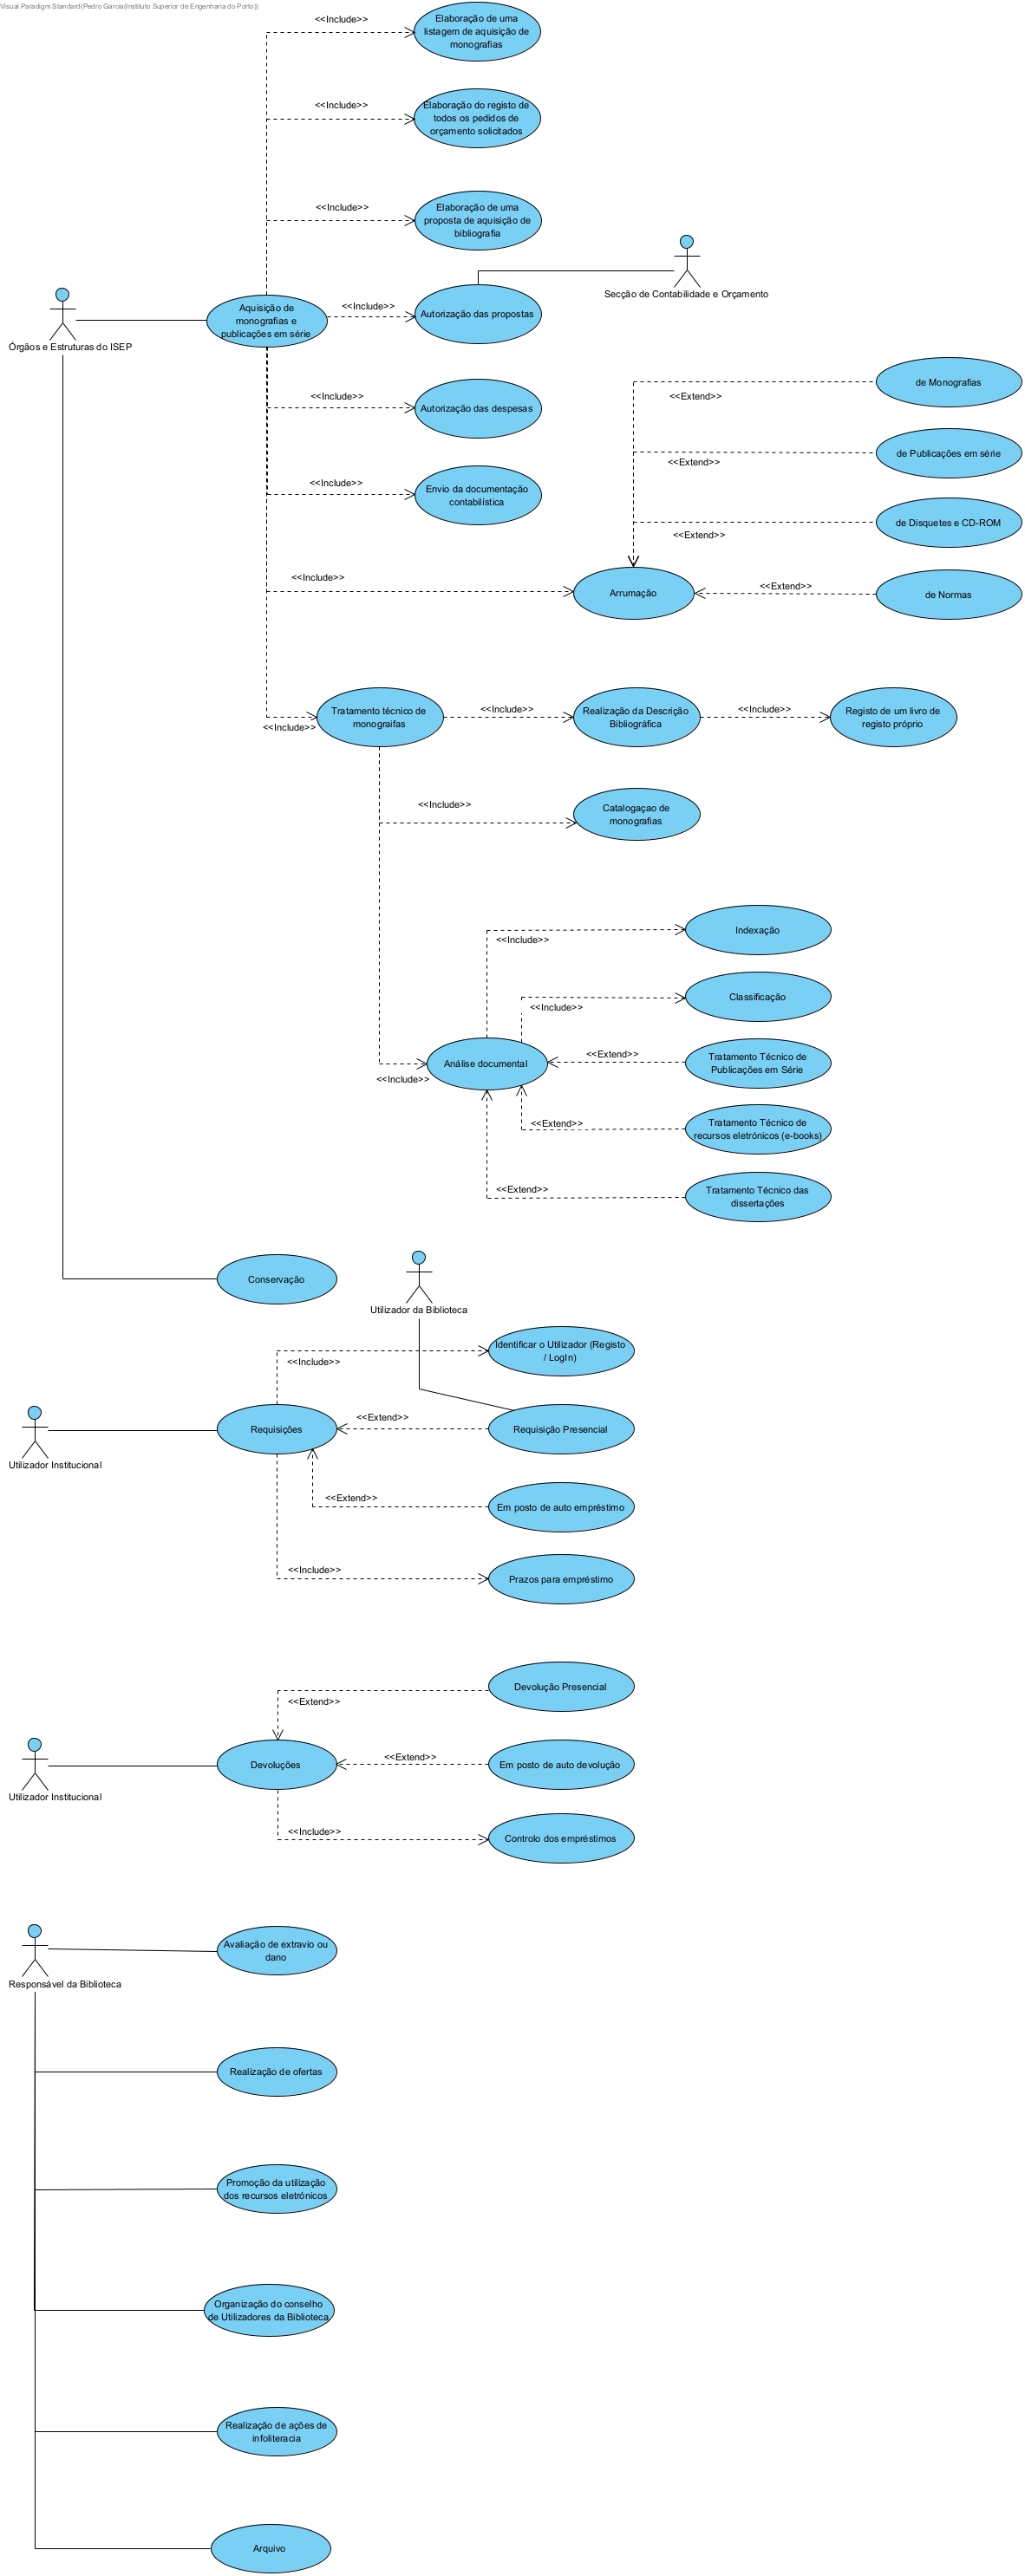 Visual Paradigm Standard(Pedro Garcia(Instituto Superior de Engenharia do Porto))
<<Include>>
Elaboração de uma
listagem de aquisição de
monografias
<<Include>>
Elaboração do registo de
todos os pedidos de
orçamento solicitados
<<Include>>
Elaboração de uma
proposta de aquisição de
bibliografia
Secção de Contabilidade e Orçamento
Órgãos e Estruturas do ISEP
Aquisição de
monografias e
publicações em série
<<Include>>
Autorização das propostas
<<Include>>
Autorização das despesas
<<Include>>
Envio da documentação
contabilística
de Monografias
<<Extend>>
de Publicações em série
<<Extend>>
de Disquetes e CD-ROM
<<Extend>>
<<Include>>
Arrumação
<<Extend>>
de Normas
<<Include>>
Tratamento técnico de
monograifas
<<Include>>
Realização da Descrição
Bibliográfica
<<Include>>
Registo de um livro de
registo próprio
<<Include>>
Catalogaçao de
monografias
<<Include>>
Indexação
<<Include>>
Classificação
<<Include>>
Análise documental
<<Extend>>
Tratamento Técnico de
Publicações em Série
<<Extend>>
Tratamento Técnico de
recursos eletrónicos (e-books)
<<Extend>>
Tratamento Técnico das
dissertações
Conservação
Utilizador da Biblioteca
<<Include>>
Identificar o Utilizador (Registo
/ LogIn)
Utilizador Institucional
Requisições
<<Extend>>
Requisição Presencial
<<Extend>>
Em posto de auto empréstimo
<<Include>>
Prazos para empréstimo
<<Extend>>
Devolução Presencial
Utilizador Institucional
Devoluções
<<Extend>>
Em posto de auto devolução
<<Include>>
Controlo dos empréstimos
Responsável da Biblioteca
Avaliação de extravio ou
dano
Realização de ofertas
Promoção da utilização
dos recursos eletrónicos
Organização do conselho
de Utilizadores da Biblioteca
Realização de ações de
infoliteracia
Arquivo